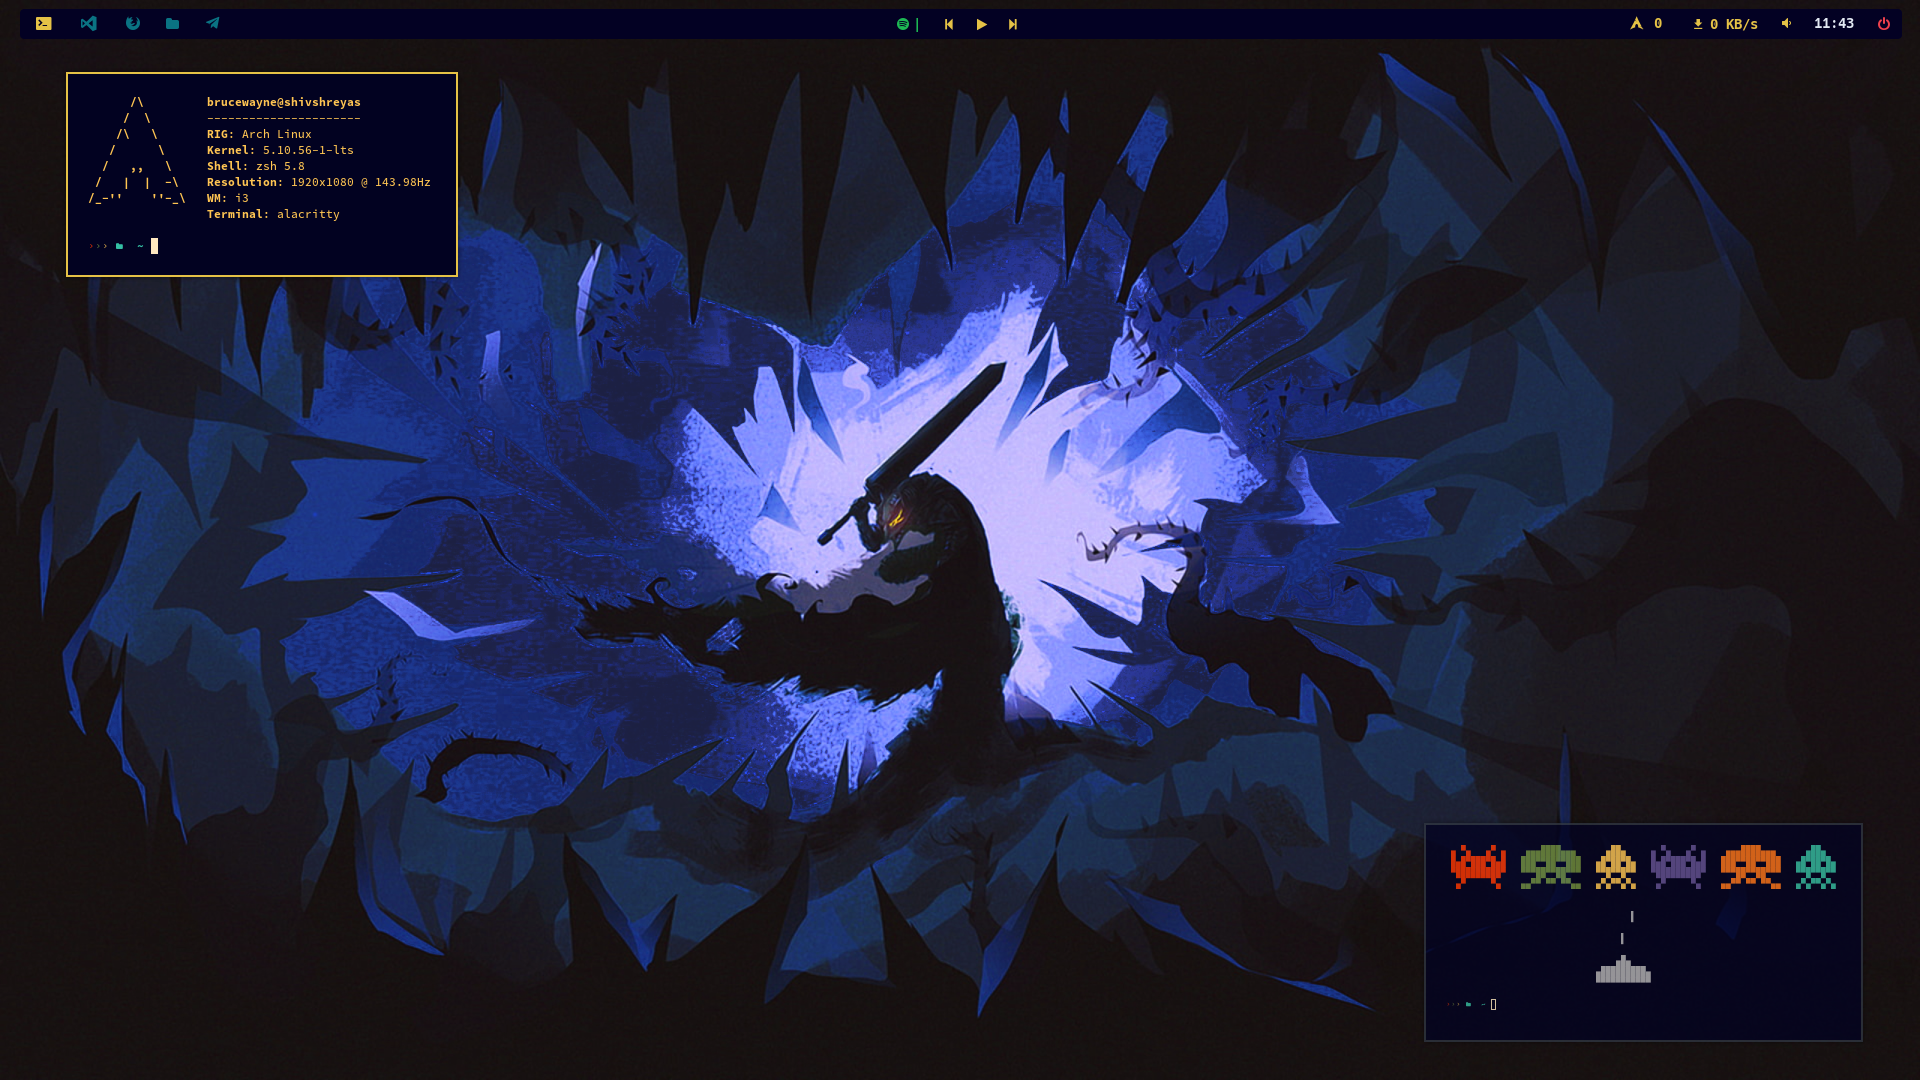 0 0 KB/s 11:43
brucewayne@shivshreyas
----------------------
RIG: Arch Linux
Kernel: 5.10.56-1-lts
Shell: zsh 5.8
Resolution: 1920x1080 @ 143.98Hz
WM: i3
Terminal: alacritty
››› ~
››› ~